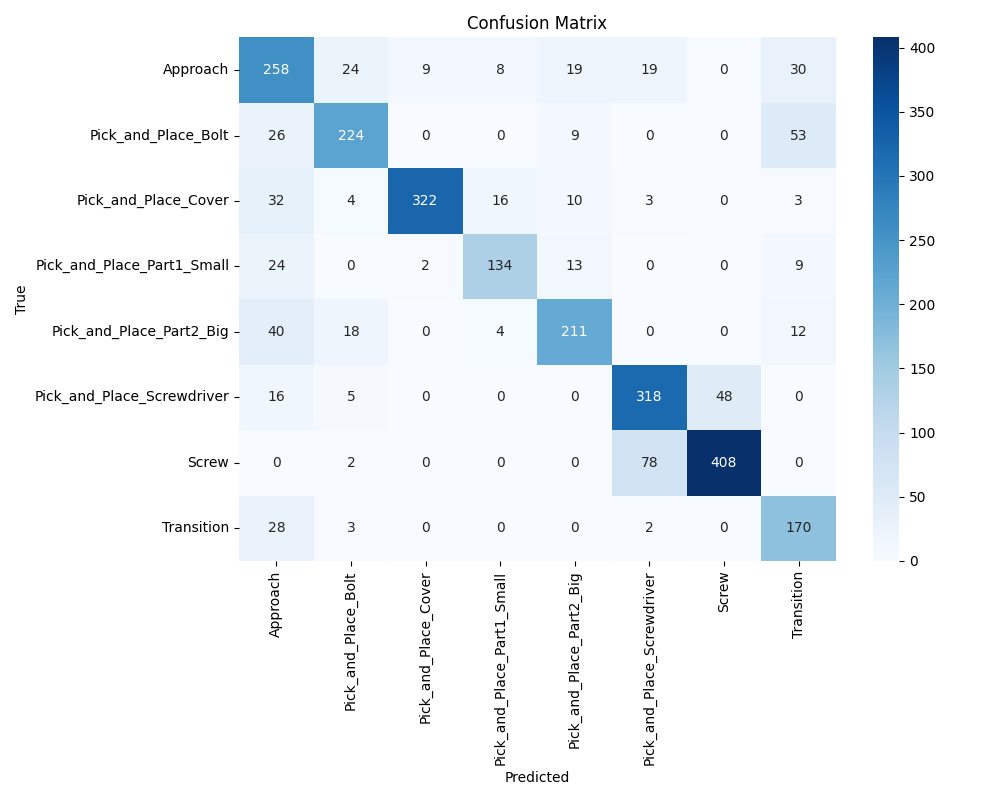 Confusion Matrix
True
Approach 258 24 9 8 19 19 0 30
Pick_and_Place_Bolt 26 224 0 0 9 0 0 53
Pick_and_Place_Cover 32 4 322 16 10 3 0 3
Pick_and_Place_Part1_Small 24 0 2 134 13 0 0 9
Pick_and_Place_Part2_Big 40 18 0 4 211 0 0 12
Pick_and_Place_Screwdriver 16 5 0 0 0 318 48 0
Screw 0 2 0 0 0 78 408 0
Transition 28 3 0 0 0 2 0 170
Approach
Pick_and_Place_Bolt
Pick_and_Place_Cover
Pick_and_Place_Part1_Small
Pick_and_Place_Part2_Big
Pick_and_Place_Screwdriver
Screw
Transition
Predicted
400
350
300
250
200
150
100
50
0